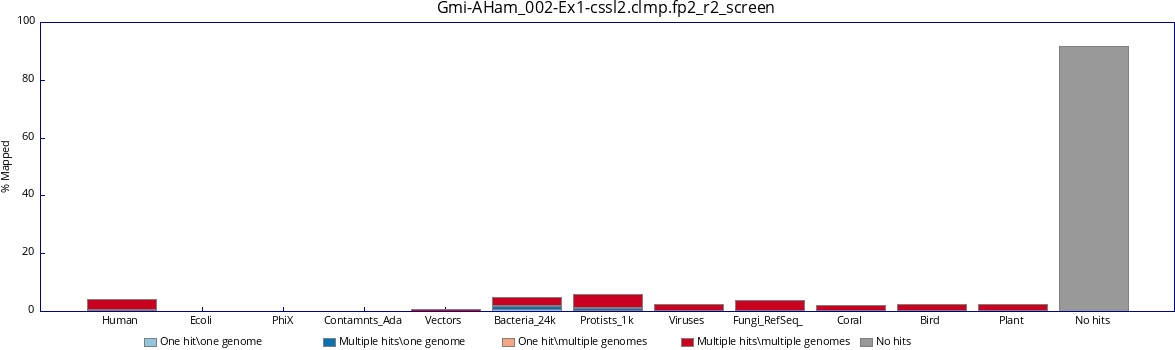 Gmi-AHam_002-Ex1-cssl2.clmp.fp2_r2_screen
100
80
60
40
20
0
% Mapped
Human Ecoli PhiX Contamnts_Ada Vectors Bacteria_24k Protists_1k Viruses Fungi_RefSeq_ Coral Bird Plant No hits
One hit\one genome Multiple hits\one genome One hit\multiple genomes Multiple hits\multiple genomes No hits